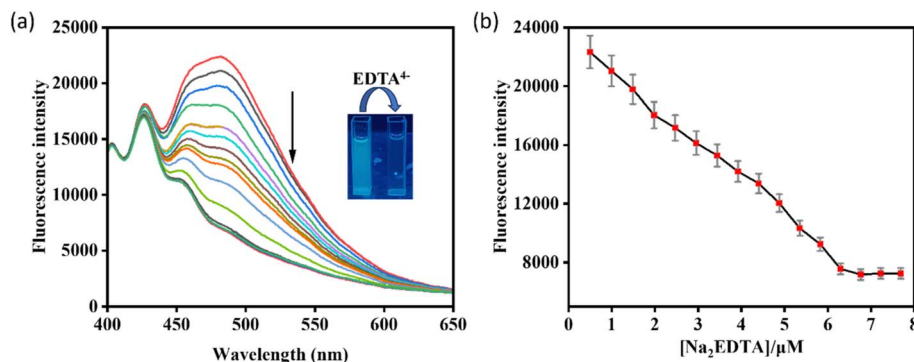 (a)
25000
20000
15000
10000
5000
0
Fluorescence intensity
400 450 500 550 600 650
Wavelength (nm)
EDTA⁴⁻
(b)
24000
20000
16000
12000
8000
Fluorescence intensity
0 1 2 3 4 5 6 7 8
[Na₂EDTA]/μM